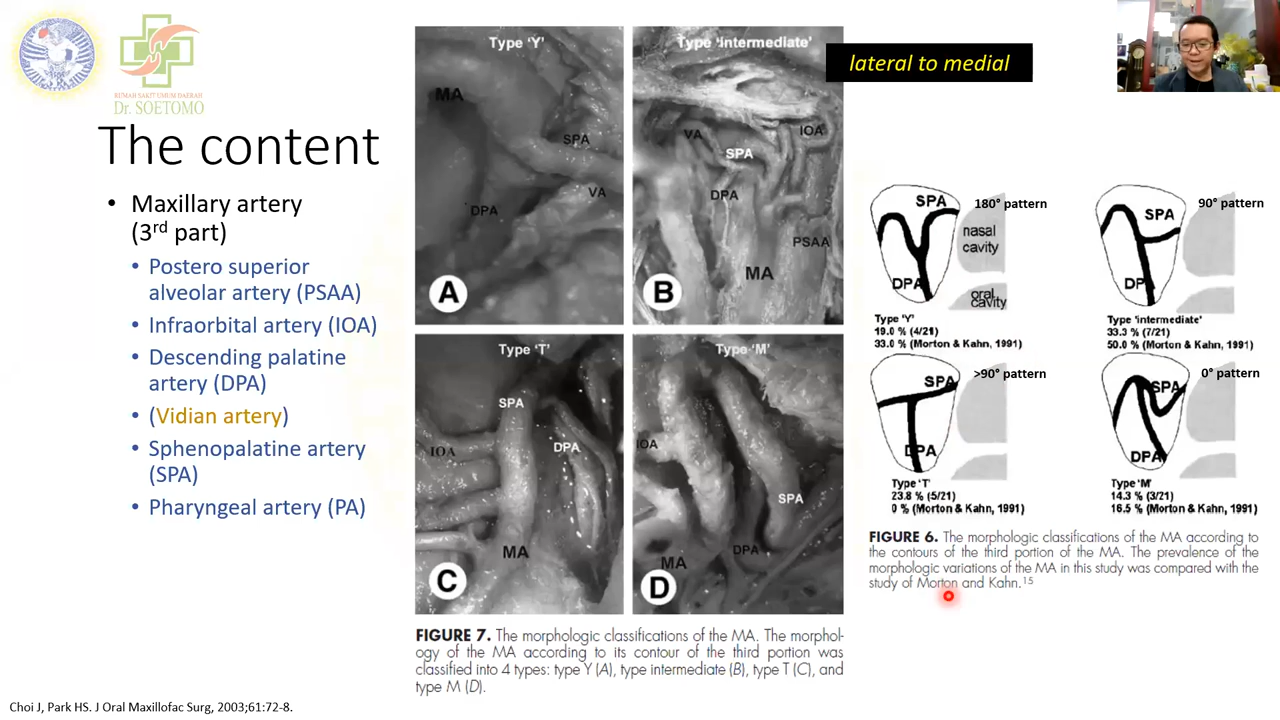 RUMAH SAKIT UMUM DAERAH
Dr. SOETOMO
The content
• Maxillary artery
(3rd part)
• Postero superior
alveolar artery (PSAA)
• Infraorbital artery (IOA)
• Descending palatine
artery (DPA)
• (Vidian artery)
• Sphenopalatine artery
(SPA)
• Pharyngeal artery (PA)
Type 'Y'
MA
SPA
VA
DPA
A
Type 'intermediate'
VA
IOA
SPA
DPA
PSAA
MA
B
Type 'T'
SPA
IOA
DPA
MA
C
Type 'M'
IOA
SPA
DPA
MA
D
FIGURE 7. The morphologic classifications of the MA. The morphol-
ogy of the MA according to its contour of the third portion was
classified into 4 types: type Y (A), type intermediate (B), type T (C), and
type M (D).
lateral to medial
SPA
180° pattern
nasal
cavity
DPA
oral
cavity
Type 'Y'
19.0 % (4/21)
33.0 % (Morton & Kahn, 1991)
SPA
90° pattern
DP
Type 'intermediate'
33.3 % (7/21)
50.0 % (Morton & Kahn, 1991)
SPA
>90° pattern
DPA
Type 'T'
23.8 % (5/21)
0 % (Morton & Kahn, 1991)
SPA
0° pattern
DPA
Type 'M'
14.3 % (3/21)
16.5 % (Morton & Kahn, 1991)
FIGURE 6. The morphologic classifications of the MA according to
the contours of the third portion of the MA. The prevalence of the
morphologic variations of the MA in this study was compared with the
study of Morton and Kahn.15
Choi J, Park HS. J Oral Maxillofac Surg, 2003;61:72-8.